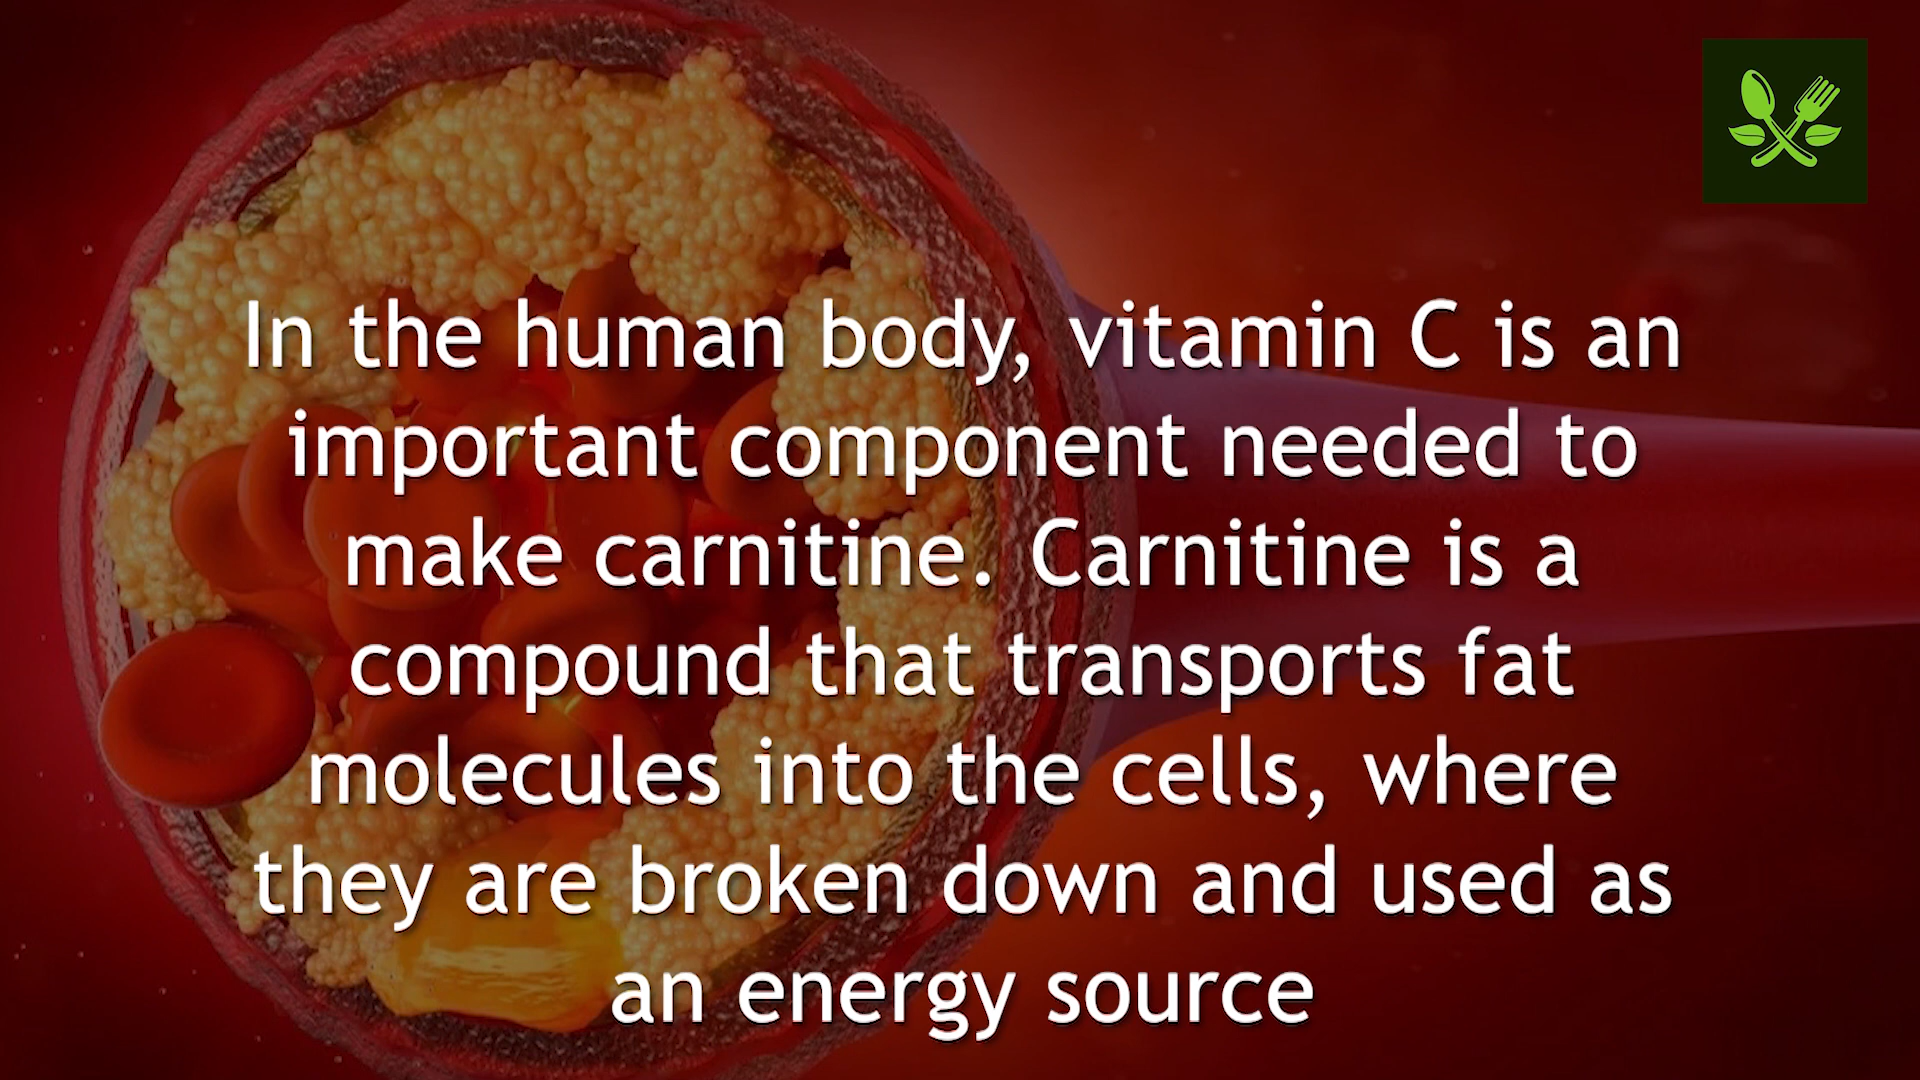 In the human body, vitamin C is an
important component needed to
make carnitine. Carnitine is a
compound that transports fat
molecules into the cells, where
they are broken down and used as
an energy source